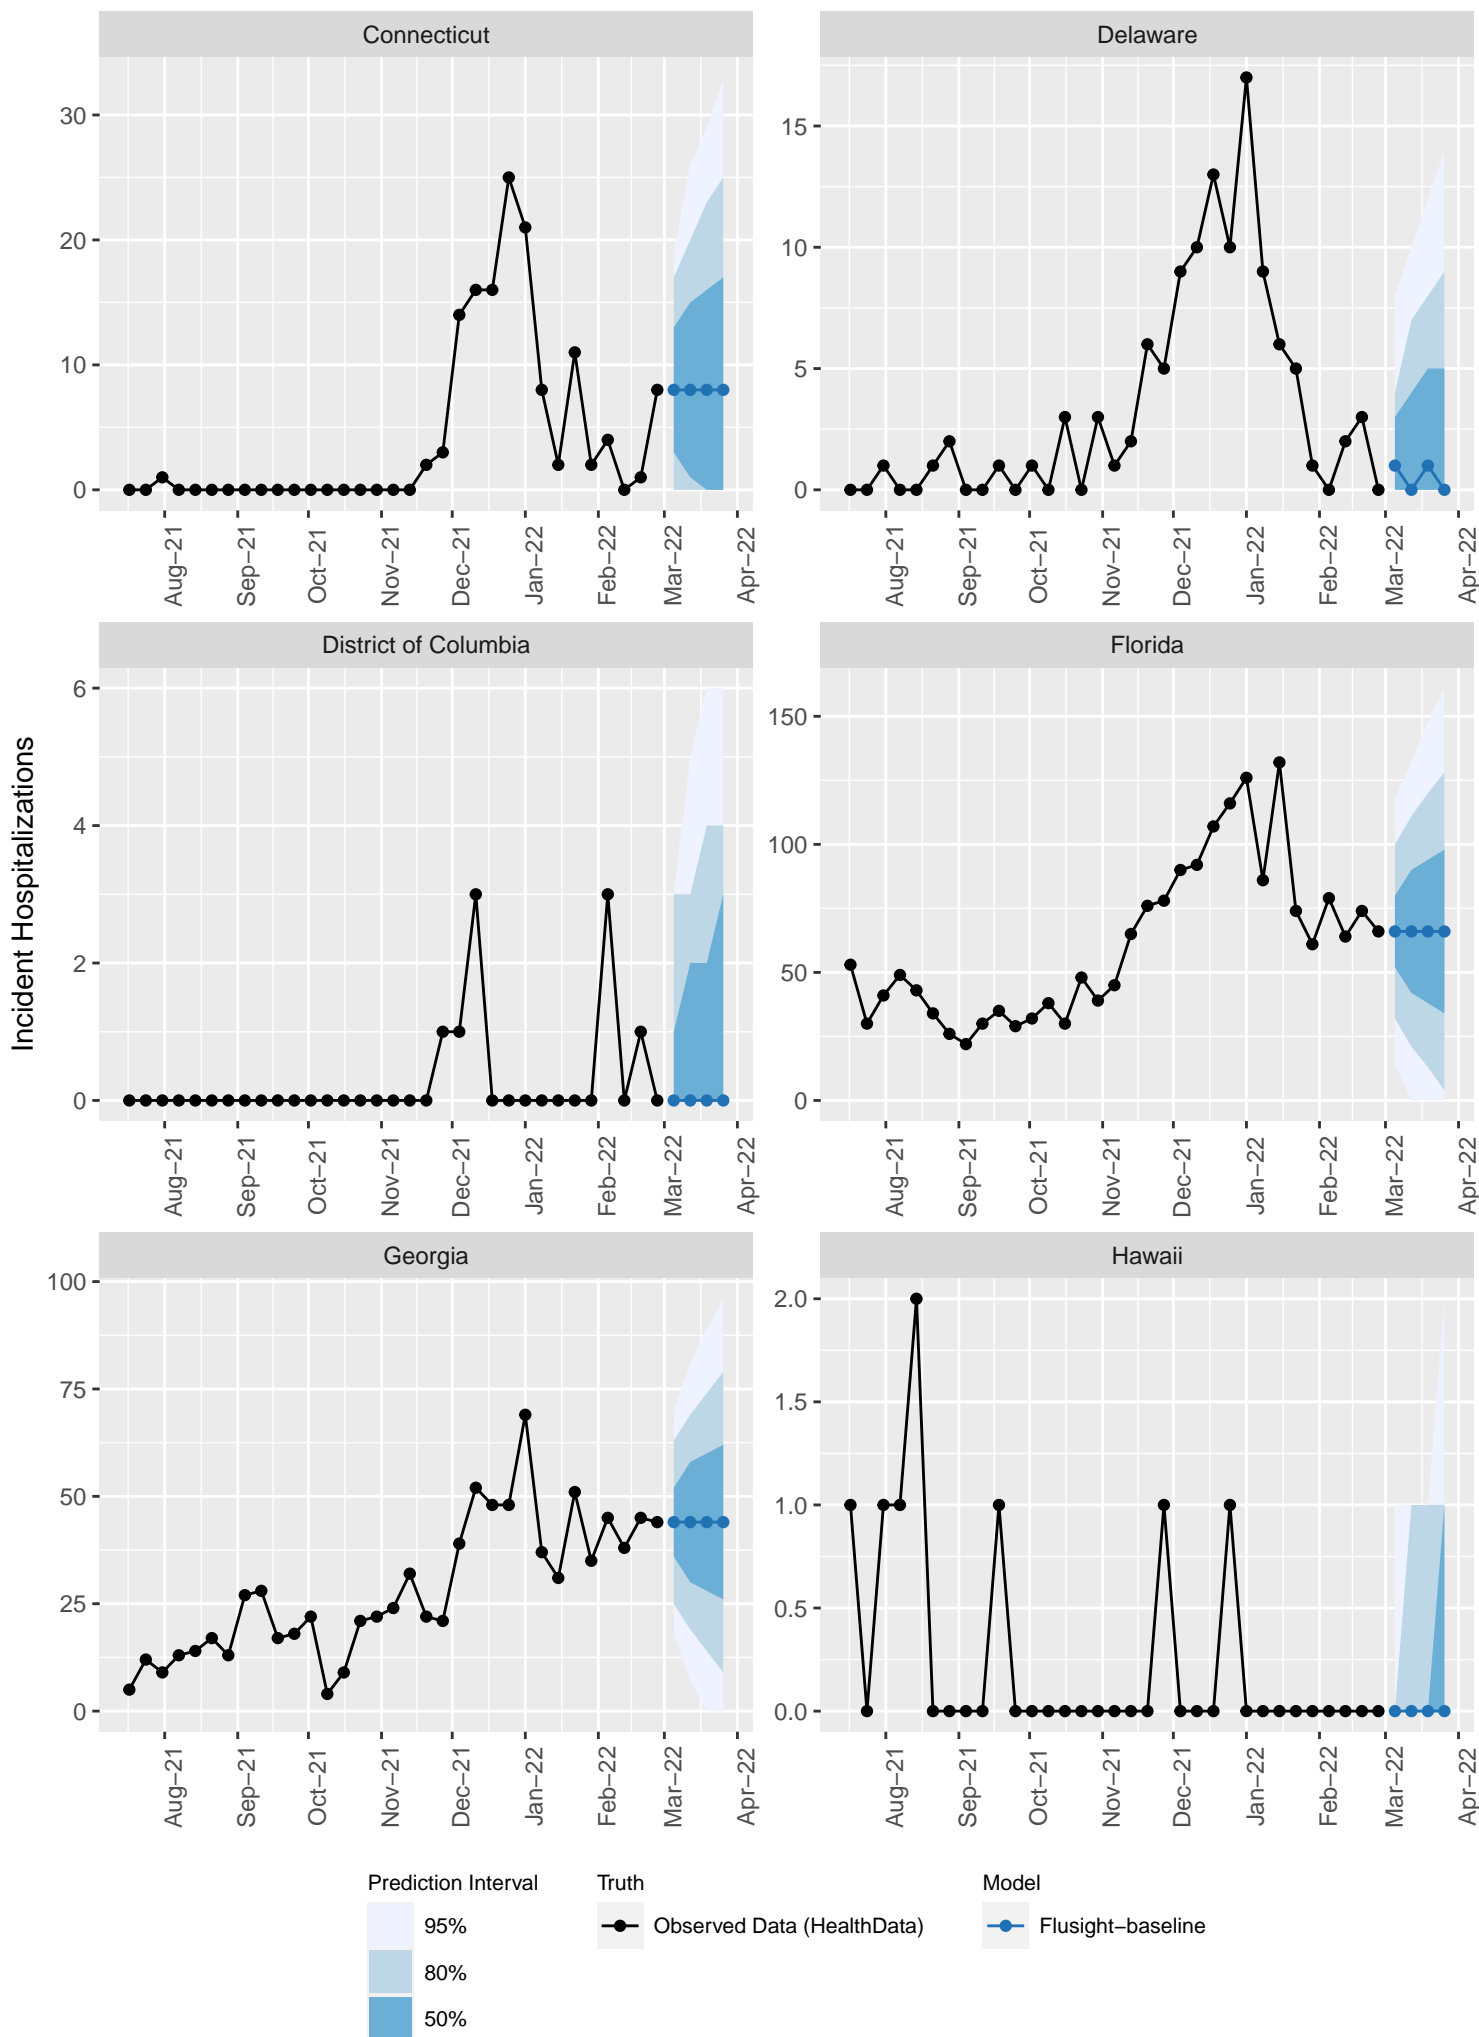 Connecticut
Delaware
30
20
10
0
15
10
5
0
Aug−21
Sep−21
Oct−21
Nov−21
Dec−21
Jan−22
Feb−22
Mar−22
Apr−22
Aug−21
Sep−21
Oct−21
Nov−21
Dec−21
Jan−22
Feb−22
Mar−22
Apr−22
Incident Hospitalizations
District of Columbia
Florida
6
4
2
0
150
100
50
0
Aug−21
Sep−21
Oct−21
Nov−21
Dec−21
Jan−22
Feb−22
Mar−22
Apr−22
Aug−21
Sep−21
Oct−21
Nov−21
Dec−21
Jan−22
Feb−22
Mar−22
Apr−22
Georgia
Hawaii
100
75
50
25
0
2.0
1.5
1.0
0.5
0.0
Aug−21
Sep−21
Oct−21
Nov−21
Dec−21
Jan−22
Feb−22
Mar−22
Apr−22
Aug−21
Sep−21
Oct−21
Nov−21
Dec−21
Jan−22
Feb−22
Mar−22
Apr−22
Prediction Interval
95%
80%
50%
Truth
Observed Data (HealthData)
Model
Flusight−baseline